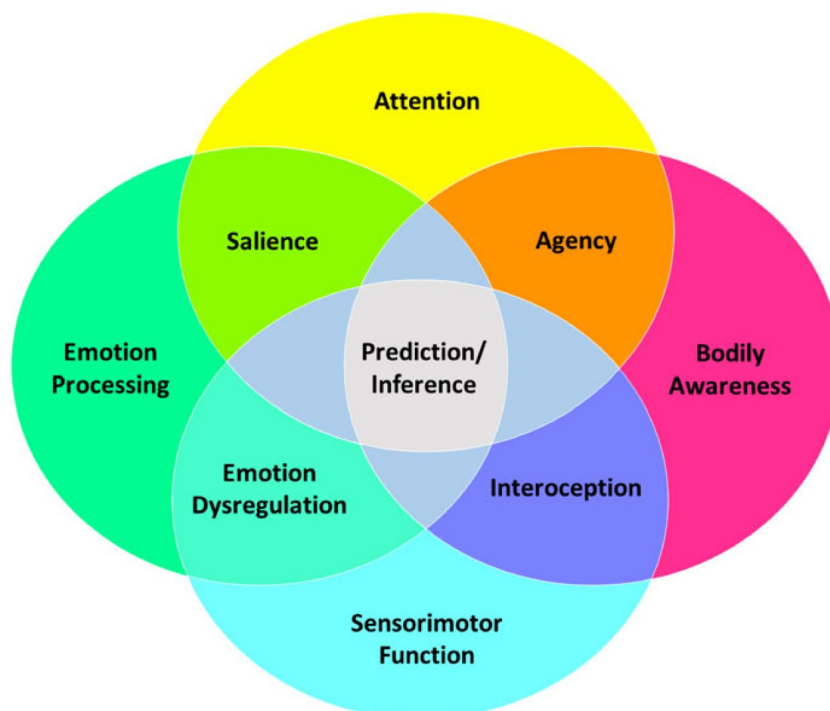 Attention
Salience
Agency
Emotion
Processing
Prediction/
Inference
Bodily
Awareness
Emotion
Dysregulation
Interoception
Sensorimotor
Function